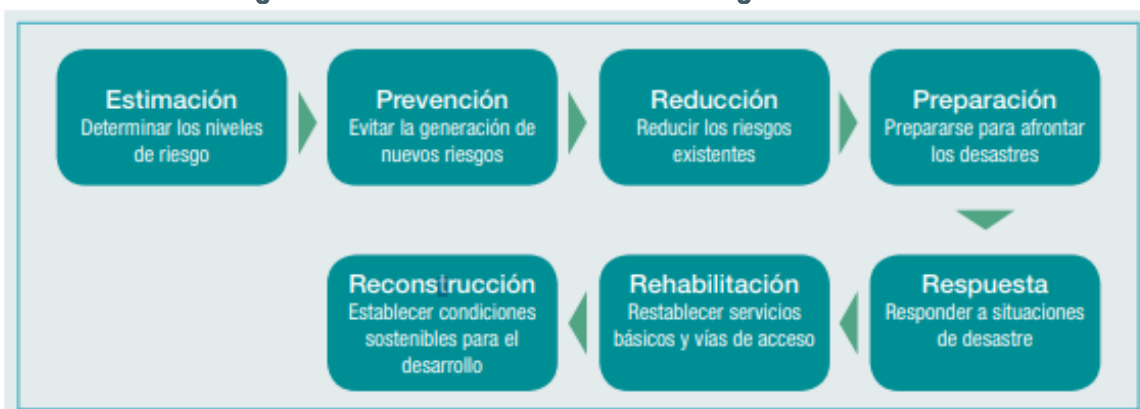 Estimación
Determinar los niveles
de riesgo
Prevención
Evitar la generación de
nuevos riesgos
Reducción
Reducir los riesgos
existentes
Preparación
Prepararse para afrontar
los desastres
Respuesta
Responder a situaciones
de desastre
Rehabilitación
Restablecer servicios
básicos y vías de acceso
Reconstrucción
Establecer condiciones
sostenibles para el
desarrollo